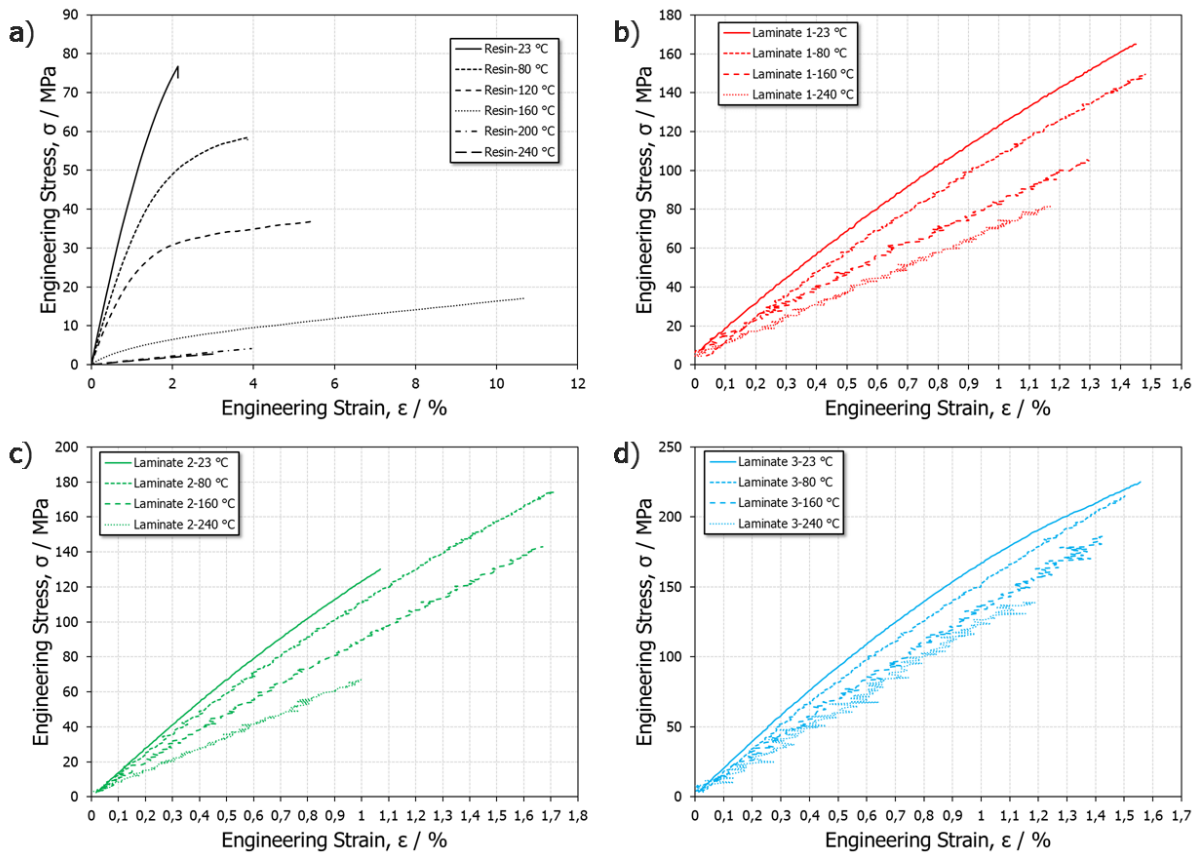 a)
90
80
70
60
50
40
30
20
10
0
Engineering Stress, σ / MPa
Resin-23 °C
Resin-80 °C
Resin-120 °C
Resin-160 °C
Resin-200 °C
Resin-240 °C
0 2 4 6 8 10 12
Engineering Strain, ε / %
b)
180
160
140
120
100
80
60
40
20
0
Engineering Stress, σ / MPa
Laminate 1-23 °C
Laminate 1-80 °C
Laminate 1-160 °C
Laminate 1-240 °C
0 0,1 0,2 0,3 0,4 0,5 0,6 0,7 0,8 0,9 1 1,1 1,2 1,3 1,4 1,5 1,6
Engineering Strain, ε / %
c)
200
180
160
140
120
100
80
60
40
20
0
Engineering Stress, σ / MPa
Laminate 2-23 °C
Laminate 2-80 °C
Laminate 2-160 °C
Laminate 2-240 °C
0 0,1 0,2 0,3 0,4 0,5 0,6 0,7 0,8 0,9 1 1,1 1,2 1,3 1,4 1,5 1,6 1,7 1,8
Engineering Strain, ε / %
d)
250
200
150
100
50
0
Engineering Stress, σ / MPa
Laminate 3-23 °C
Laminate 3-80 °C
Laminate 3-160 °C
Laminate 3-240 °C
0 0,1 0,2 0,3 0,4 0,5 0,6 0,7 0,8 0,9 1 1,1 1,2 1,3 1,4 1,5 1,6 1,7
Engineering Strain, ε / %